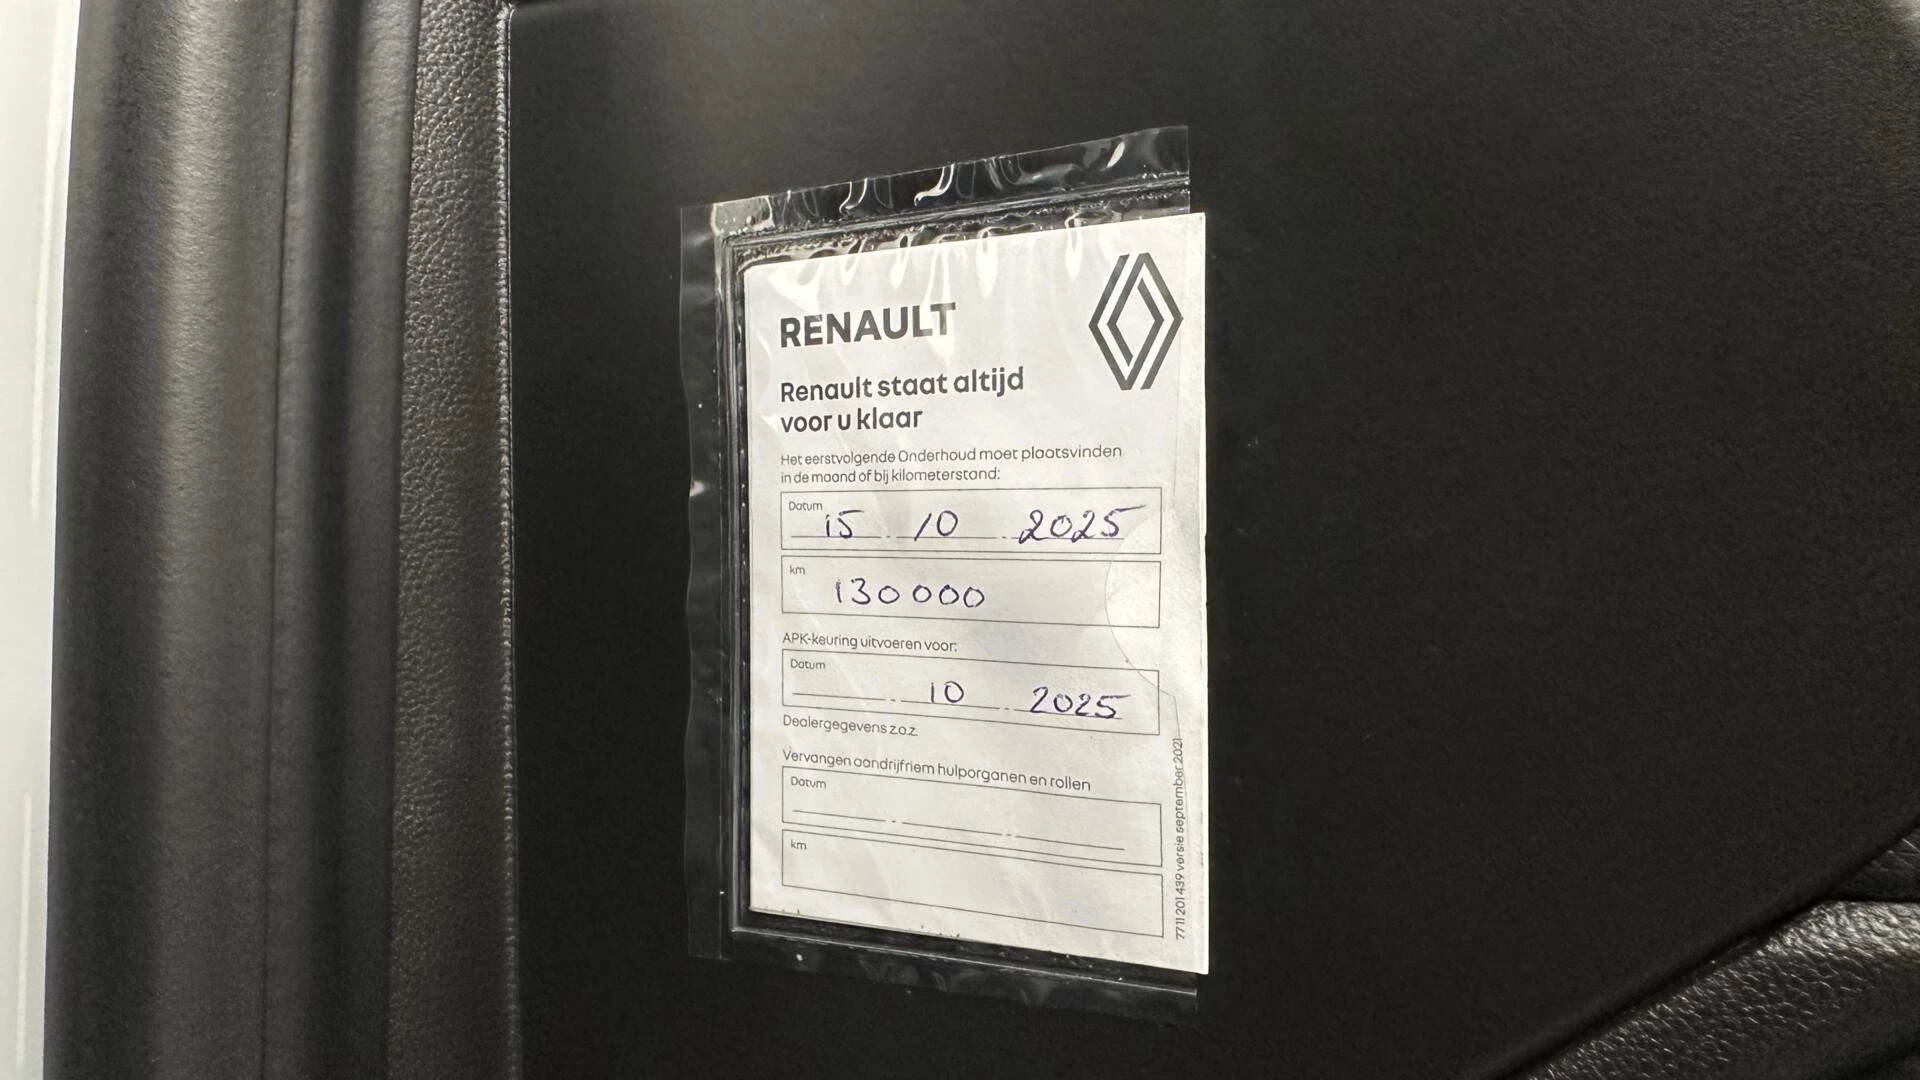 RENAULT
Renault staat altijd
voor u klaar
Het eerstvolgende Onderhoud moet plaatsvinden
in de maand of bij kilometerstand:
Datum
15 10 2025
km
130000
APK-keuring uitvoeren voor:
Datum
10 2025
Dealergegevens z.o.z.
Vervangen aandrijfriem hulporganen en rollen
Datum
km
77 11 201 439 versie september 2021